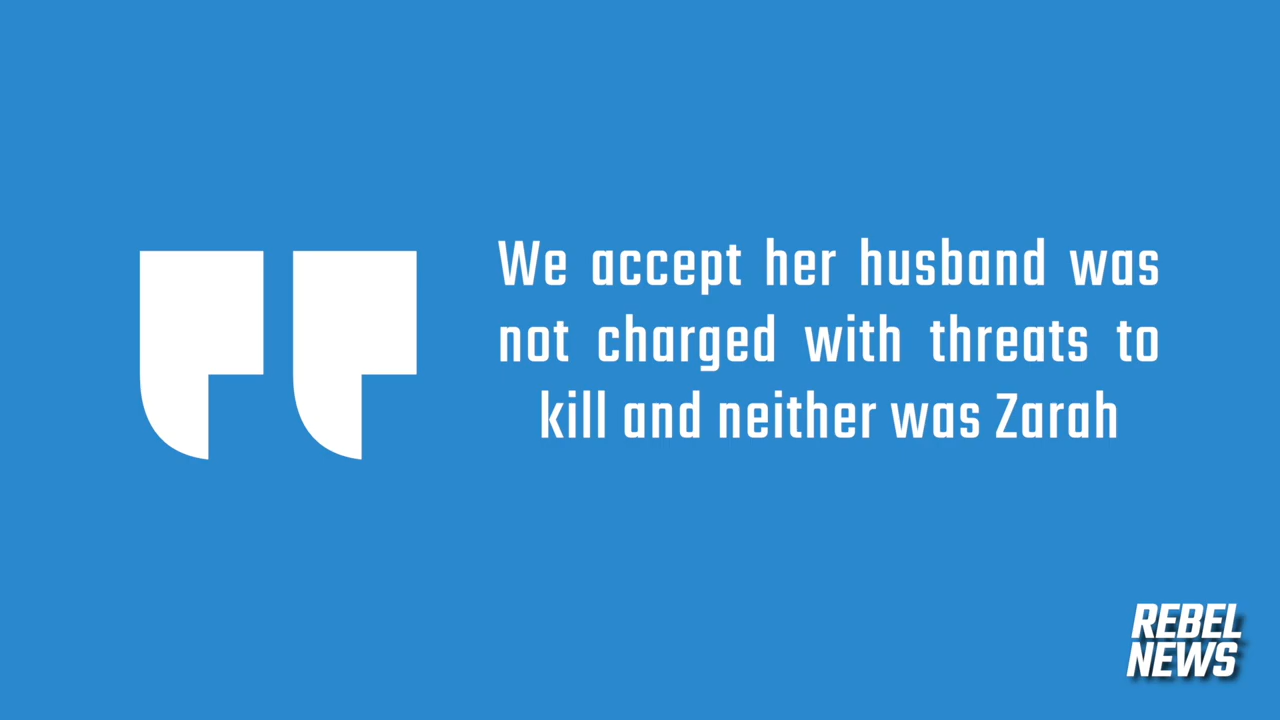 We accept her husband was
not charged with threats to
kill and neither was Zarah
REBEL
NEWS